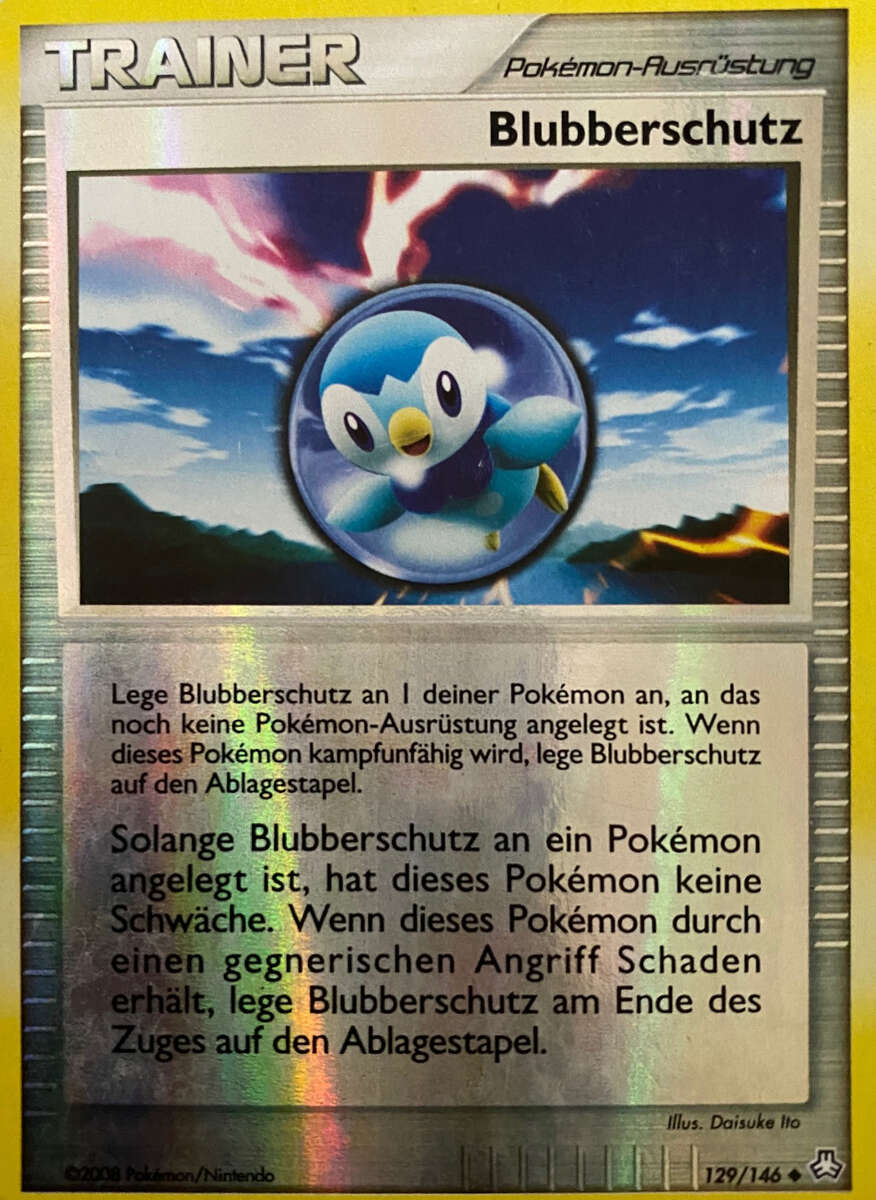 TRAINER
Pokémon-Ausrüstung
Blubberschutz
Lege Blubberschutz an 1 deiner Pokémon an, an das
noch keine Pokémon-Ausrüstung angelegt ist. Wenn
dieses Pokémon kampfunfähig wird, lege Blubberschutz
auf den Ablagestapel.
Solange Blubberschutz an ein Pokémon
angelegt ist, hat dieses Pokémon keine
Schwäche. Wenn dieses Pokémon durch
einen gegnerischen Angriff Schaden
erhält, lege Blubberschutz am Ende des
Zuges auf den Ablagestapel.
Illus. Daisuke Ito
©2008 Pokémon/Nintendo
129/146